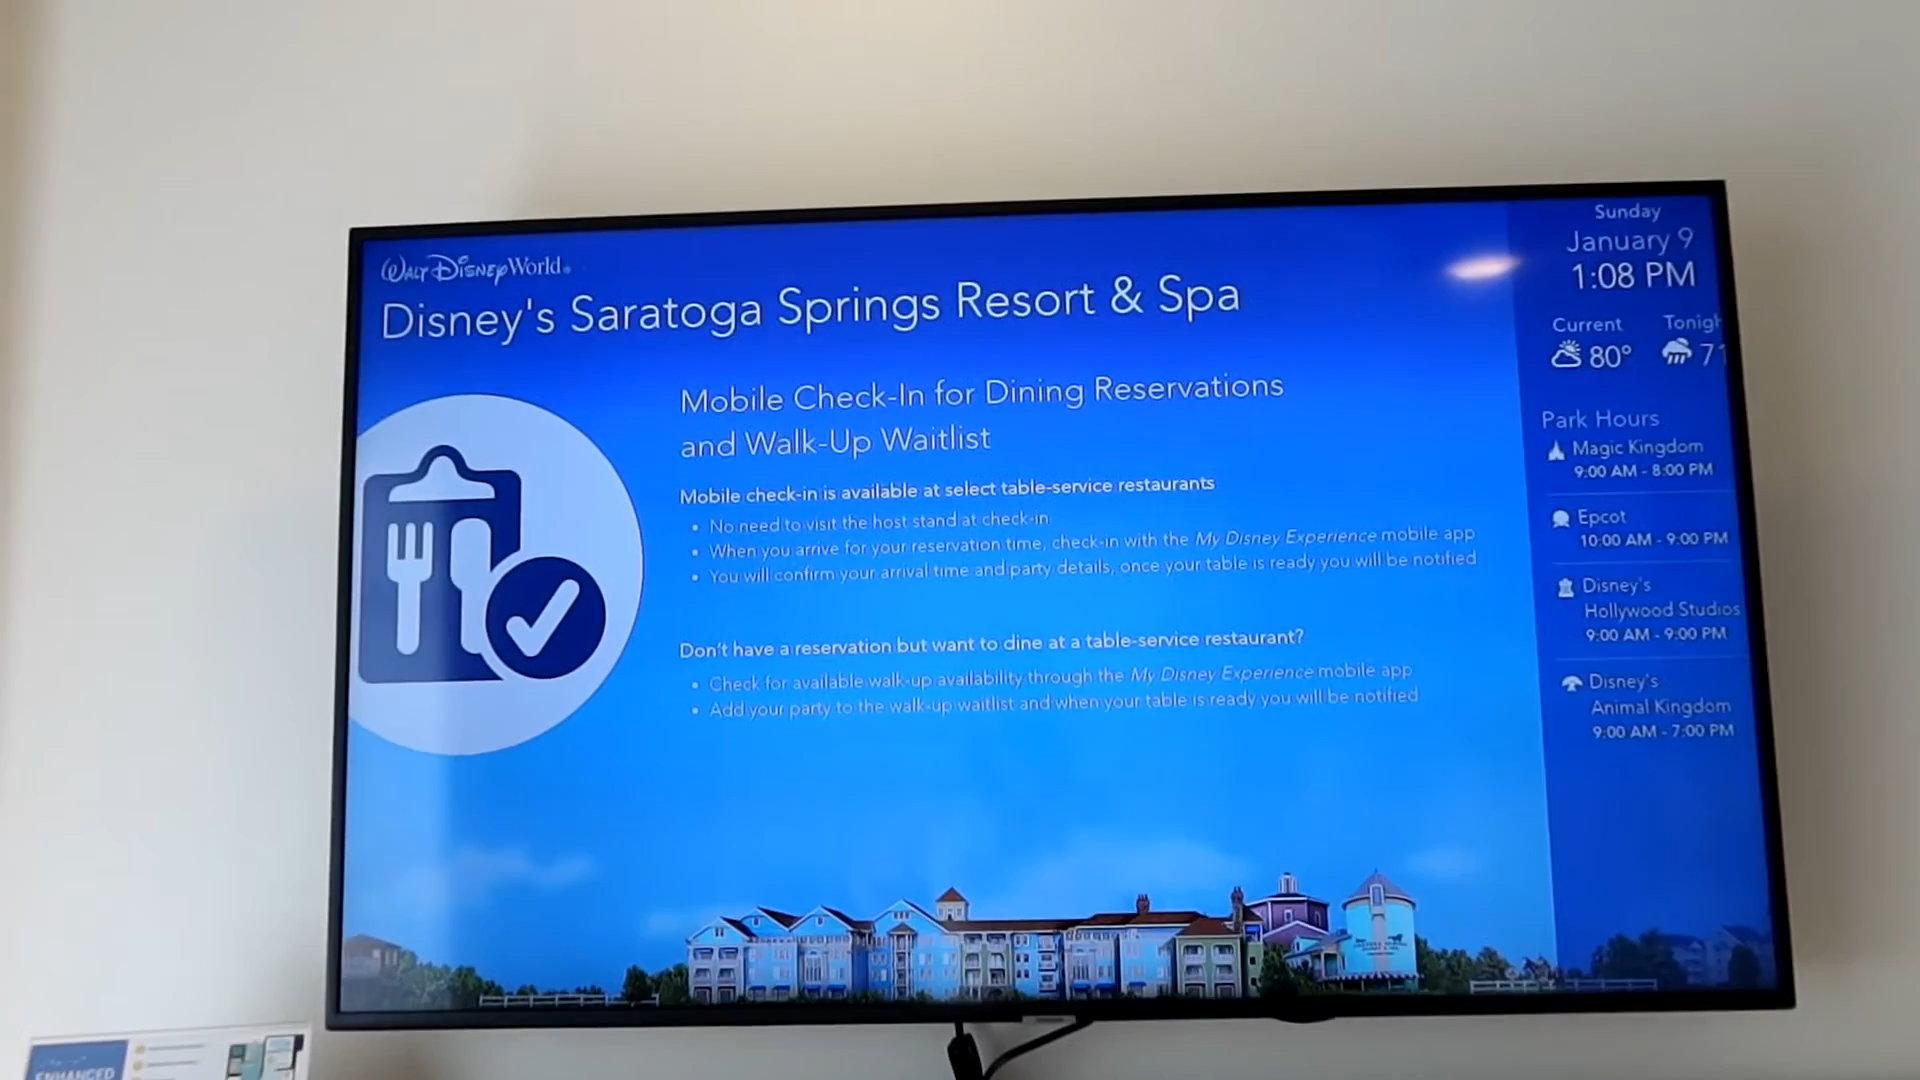 WALT DISNEY World
Disney's Saratoga Springs Resort & Spa
Mobile Check-In for Dining Reservations
and Walk-Up Waitlist
Mobile check-in is available at select table-service restaurants
• No need to visit the host stand at check-in
• When you arrive for your reservation time, check-in with the My Disney Experience mobile app
• You will confirm your arrival time and party details, once your table is ready you will be notified
Don't have a reservation but want to dine at a table-service restaurant?
• Check for available walk-up availability through the My Disney Experience mobile app
• Add your party to the walk-up waitlist and when your table is ready you will be notified
Sunday
January 9
1:08 PM
Current Tonigh
80° 71
Park Hours
Magic Kingdom
9:00 AM - 8:00 PM
Epcot
10:00 AM - 9:00 PM
Disney's
Hollywood Studios
9:00 AM - 9:00 PM
Disney's
Animal Kingdom
9:00 AM - 7:00 PM
ENHANCED